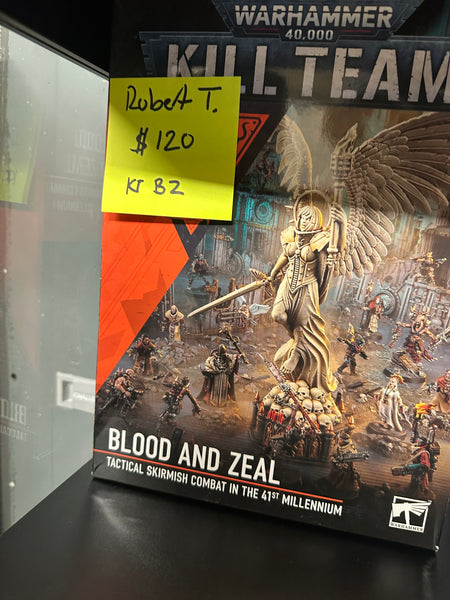 WARHAMMER
40,000
KILL TEAM
Robert T.
$120
KT BZ
BLOOD AND ZEAL
TACTICAL SKIRMISH COMBAT IN THE 41ST MILLENNIUM
WARHAMMER